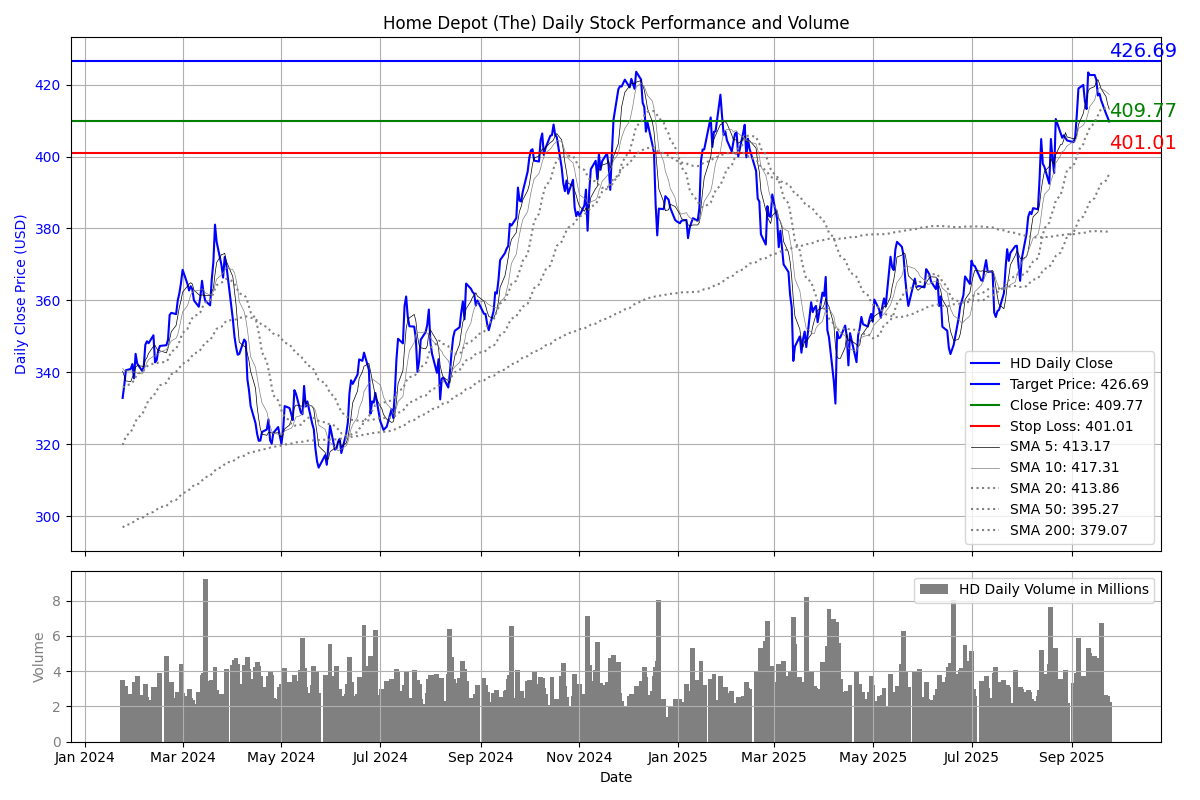 Home Depot (The) Daily Stock Performance and Volume
426.69
420
409.77
400
401.01
380
360
340
320
300
Daily Close Price (USD)
HD Daily Close
Target Price: 426.69
Close Price: 409.77
Stop Loss: 401.01
SMA 5: 413.17
SMA 10: 417.31
SMA 20: 413.86
SMA 50: 395.27
SMA 200: 379.07
HD Daily Volume in Millions
8
6
4
2
0
Volume
Jan 2024 Mar 2024 May 2024 Jul 2024 Sep 2024 Nov 2024 Jan 2025 Mar 2025 May 2025 Jul 2025 Sep 2025
Date